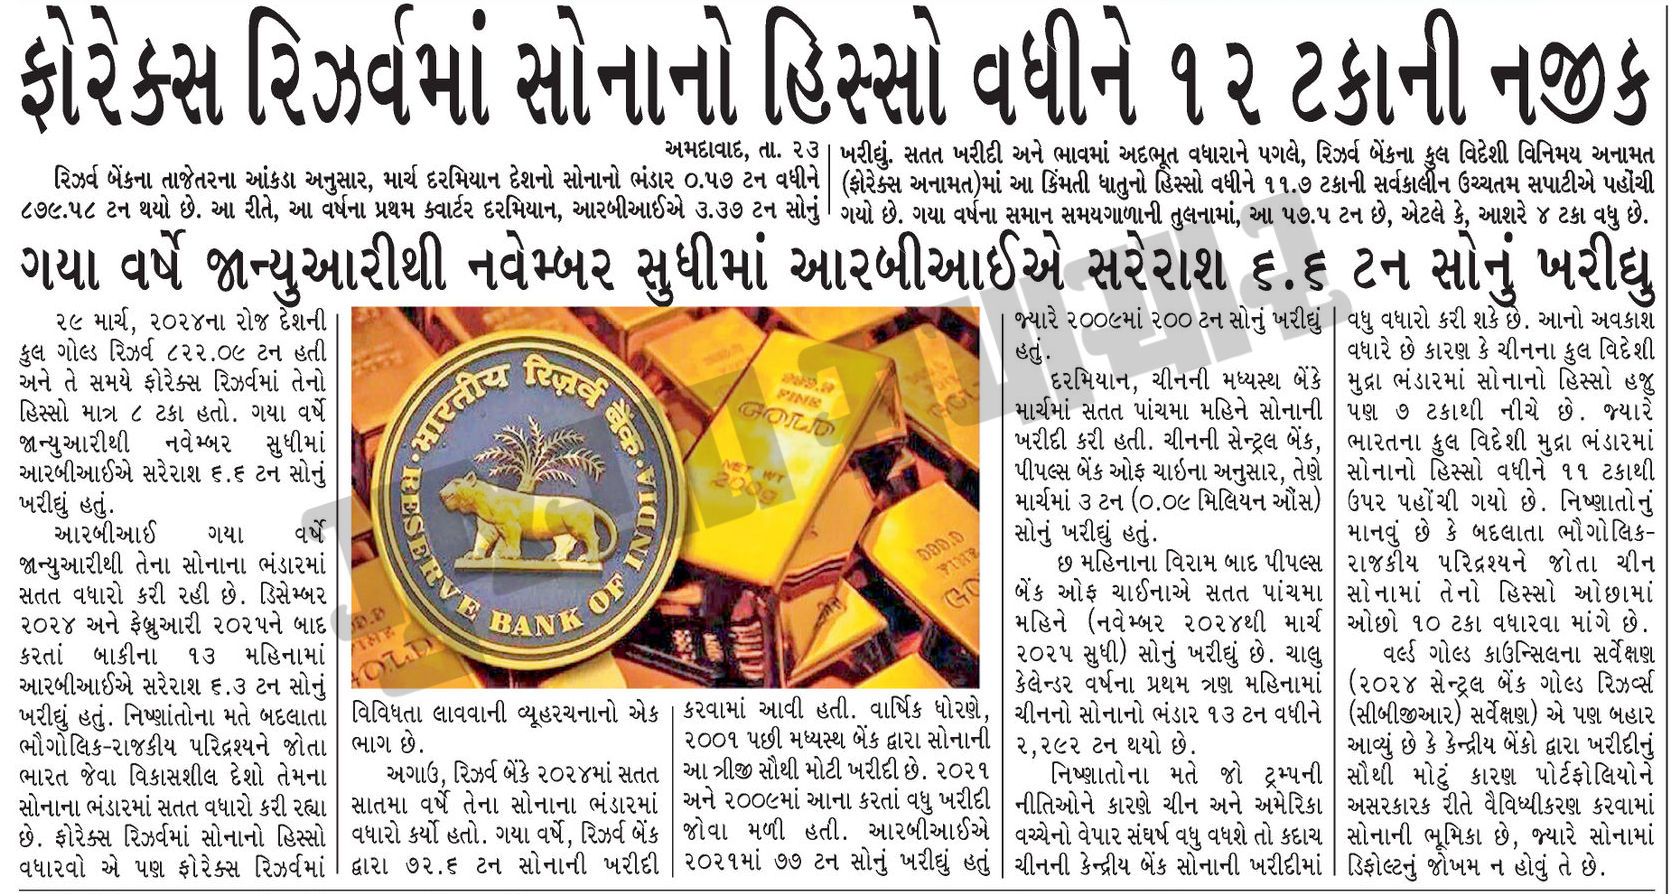 ફોરેક્સ રિઝર્વમાં સોનાનો હિસ્સો વધીને ૧૨ ટકાની નજીક
અમદાવાદ, તા. ૨૩
રિઝર્વ બેંકના તાજેતરના આંકડા અનુસાર, માર્ચ દરમિયાન દેશનો સોનાનો ભંડાર ૦.૫૭ ટન વધીને
૮૭૯.૫૮ ટન થયો છે. આ રીતે, આ વર્ષના પ્રથમ ક્વાર્ટર દરમિયાન, આરબીઆઈએ ૩.૩૭ ટન સોનું
ખરીદ્યું. સતત ખરીદી અને ભાવમાં અદભૂત વધારાને પગલે, રિઝર્વ બેંકના કુલ વિદેશી વિનિમય અનામત
(ફોરેક્સ અનામત)માં આ કિંમતી ધાતુનો હિસ્સો વધીને ૧૧.૭ ટકાની સર્વકાલીન ઉચ્ચતમ સપાટીએ પહોંચી
ગયો છે. ગયા વર્ષના સમાન સમયગાળાની તુલનામાં, આ ૫૭.૫ ટન છે, એટલે કે, આશરે ૪ ટકા વધુ છે.
ગયા વર્ષે જાન્યુઆરીથી નવેમ્બર સુધીમાં આરબીઆઈએ સરેરાશ ૬.૬ ટન સોનું ખરીદ્યુ
૨૯ માર્ચ, ૨૦૨૪ના રોજ દેશની
કુલ ગોલ્ડ રિઝર્વ ૮૨૨.૦૯ ટન હતી
અને તે સમયે ફોરેક્સ રિઝર્વમાં તેનો
હિસ્સો માત્ર ૮ ટકા હતો. ગયા વર્ષે
જાન્યુઆરીથી નવેમ્બર સુધીમાં
આરબીઆઈએ સરેરાશ ૬.૬ ટન સોનું
ખરીદ્યું હતું.
આરબીઆઈ ગયા વર્ષે
જાન્યુઆરીથી તેના સોનાના ભંડારમાં
સતત વધારો કરી રહી છે. ડિસેમ્બર
૨૦૨૪ અને ફેબ્રુઆરી ૨૦૨૫ને બાદ
કરતાં બાકીના ૧૩ મહિનામાં
આરબીઆઈએ સરેરાશ ૬.૩ ટન સોનું
ખરીદ્યું હતું. નિષ્ણાંતોના મતે બદલાતા
ભૌગોલિક-રાજકીય પરિદ્રશ્યને જોતા
ભારત જેવા વિકાસશીલ દેશો તેમના
સોનાના ભંડારમાં સતત વધારો કરી રહ્યા
છે. ફોરેક્સ રિઝર્વમાં સોનાનો હિસ્સો
વધારવો એ પણ ફોરેક્સ રિઝર્વમાં
भारतीय रिज़र्व बैंक
RESERVE BANK OF INDIA
999.9
FINE
GOLD
NET WT
200g
વિવિધતા લાવવાની વ્યૂહરચનાનો એક
ભાગ છે.
અગાઉ, રિઝર્વ બેંકે ૨૦૨૪માં સતત
સાતમા વર્ષે તેના સોનાના ભંડારમાં
વધારો કર્યો હતો. ગયા વર્ષે, રિઝર્વ બેંક
દ્વારા ૭૨.૬ ટન સોનાની ખરીદી
કરવામાં આવી હતી. વાર્ષિક ધોરણે,
૨૦૦૧ પછી મધ્યસ્થ બેંક દ્વારા સોનાની
આ ત્રીજી સૌથી મોટી ખરીદી છે. ૨૦૨૧
અને ૨૦૦૯માં આના કરતાં વધુ ખરીદી
જોવા મળી હતી. આરબીઆઈએ
૨૦૨૧માં ૭૭ ટન સોનું ખરીદ્યું હતું
જ્યારે ૨૦૦૯માં ૨૦૦ ટન સોનું ખરીદ્યું
હતું.
દરમિયાન, ચીનની મધ્યસ્થ બેંકે
માર્ચમાં સતત પાંચમા મહિને સોનાની
ખરીદી કરી હતી. ચીનની સેન્ટ્રલ બેંક,
પીપલ્સ બેંક ઓફ ચાઇના અનુસાર, તેણે
માર્ચમાં ૩ ટન (૦.૦૯ મિલિયન ઔંસ)
સોનું ખરીદ્યું હતું.
છ મહિનાના વિરામ બાદ પીપલ્સ
બેંક ઓફ ચાઇનાએ સતત પાંચમા
મહિને (નવેમ્બર ૨૦૨૪થી માર્ચ
૨૦૨૫ સુધી) સોનું ખરીદ્યું છે. ચાલુ
કેલેન્ડર વર્ષના પ્રથમ ત્રણ મહિનામાં
ચીનનો સોનાનો ભંડાર ૧૩ ટન વધીને
૨,૨૯૨ ટન થયો છે.
નિષ્ણાતોના મતે જો ટ્રમ્પની
નીતિઓને કારણે ચીન અને અમેરિકા
વચ્ચેનો વેપાર સંઘર્ષ વધુ વધશે તો કદાચ
ચીનની કેન્દ્રીય બેંક સોનાની ખરીદીમાં
વધુ વધારો કરી શકે છે. આનો અવકાશ
વધારે છે કારણ કે ચીનના કુલ વિદેશી
મુદ્રા ભંડારમાં સોનાનો હિસ્સો હજુ
પણ ૭ ટકાથી નીચે છે. જ્યારે
ભારતના કુલ વિદેશી મુદ્રા ભંડારમાં
સોનાનો હિસ્સો વધીને ૧૧ ટકાથી
ઉપર પહોંચી ગયો છે. નિષ્ણાતોનું
માનવું છે કે બદલાતા ભૌગોલિક-
રાજકીય પરિદ્રશ્યને જોતા ચીન
સોનામાં તેનો હિસ્સો ઓછામાં
ઓછો ૧૦ ટકા વધારવા માંગે છે.
વર્લ્ડ ગોલ્ડ કાઉન્સિલના સર્વેક્ષણ
(૨૦૨૪ સેન્ટ્રલ બેંક ગોલ્ડ રિઝર્વ્સ
(સીબીજીઆર) સર્વેક્ષણ) એ પણ બહાર
આવ્યું છે કે કેન્દ્રીય બેંકો દ્વારા ખરીદીનું
સૌથી મોટું કારણ પોર્ટફોલિયોને
અસરકારક રીતે વૈવિધ્યીકરણ કરવામાં
સોનાની ભૂમિકા છે, જ્યારે સોનામાં
ડિફોલ્ટનું જોખમ ન હોવું તે છે.